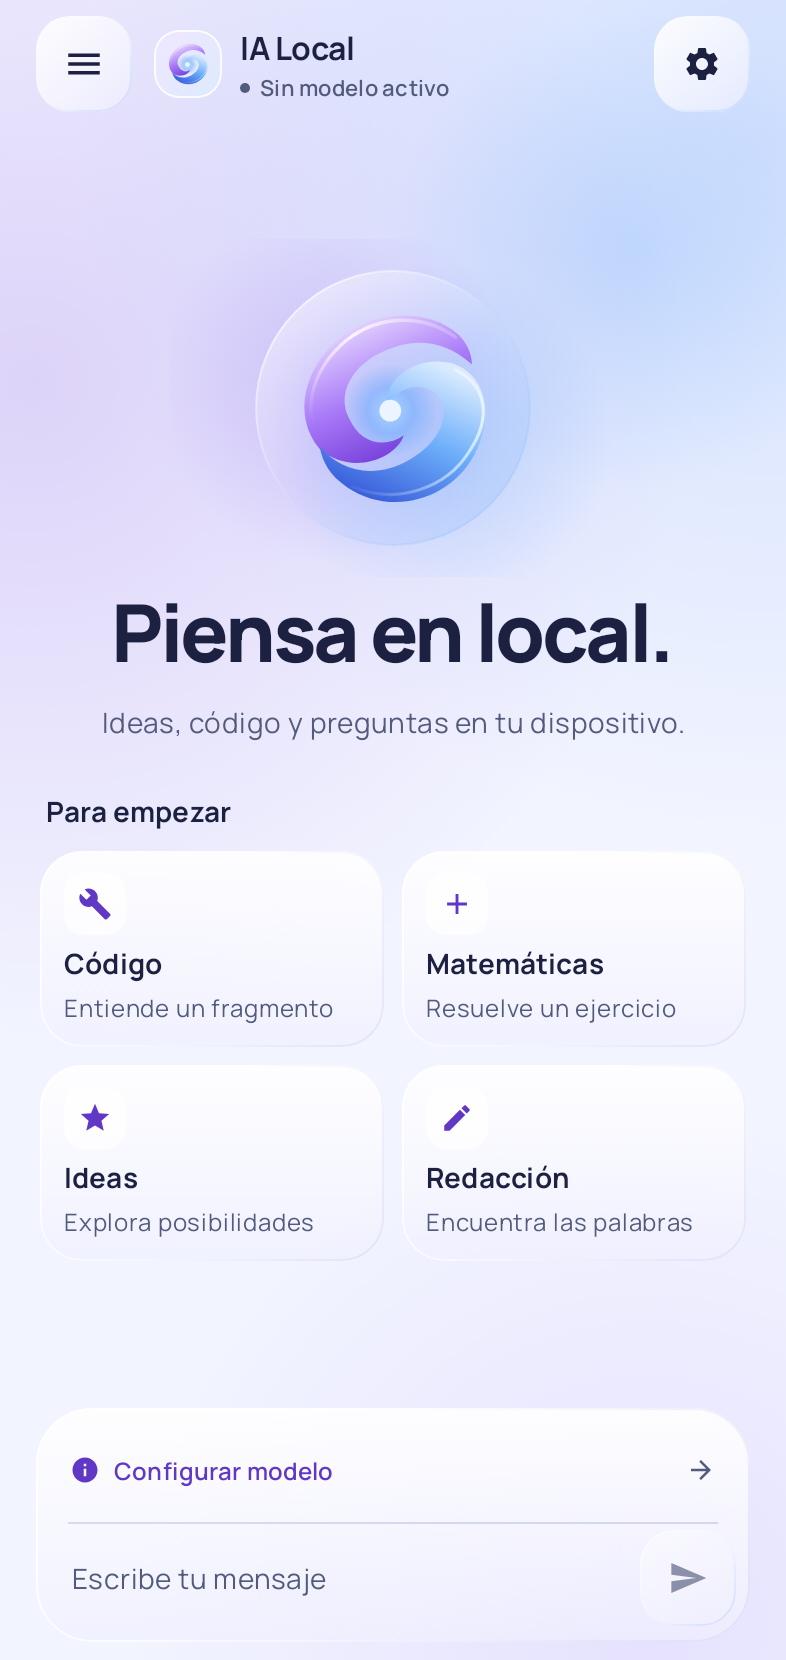 IA Local
Sin modelo activo
Piensa en local.
Ideas, código y preguntas en tu dispositivo.
Para empezar
Código
Entiende un fragmento
Matemáticas
Resuelve un ejercicio
Ideas
Explora posibilidades
Redacción
Encuentra las palabras
Configurar modelo
Escribe tu mensaje